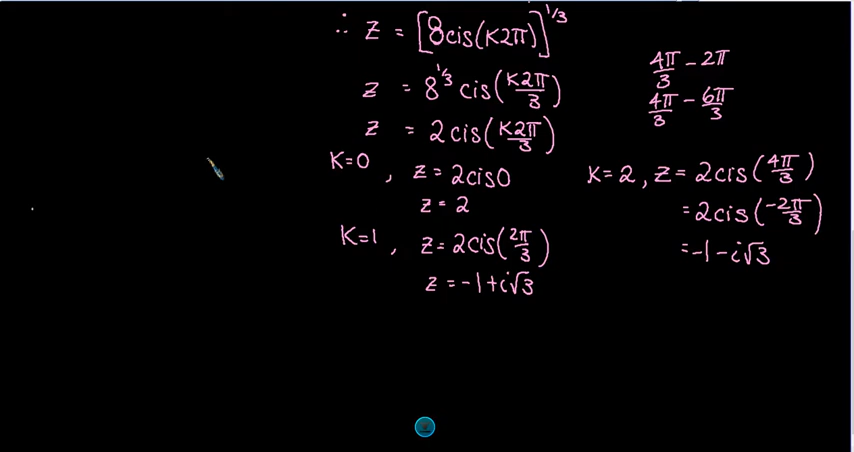 ∴ z = [8cis(K2π)]^1/3
z = 8^1/3 cis(K2π/3)
z = 2cis(K2π/3)
K=0, z = 2cis0
z = 2
K=1, z = 2cis(2π/3)
z = -1+i√3
4π/3 - 2π
4π/3 - 6π/3
K=2, z = 2cis(4π/3)
= 2cis(-2π/3)
= -1-i√3